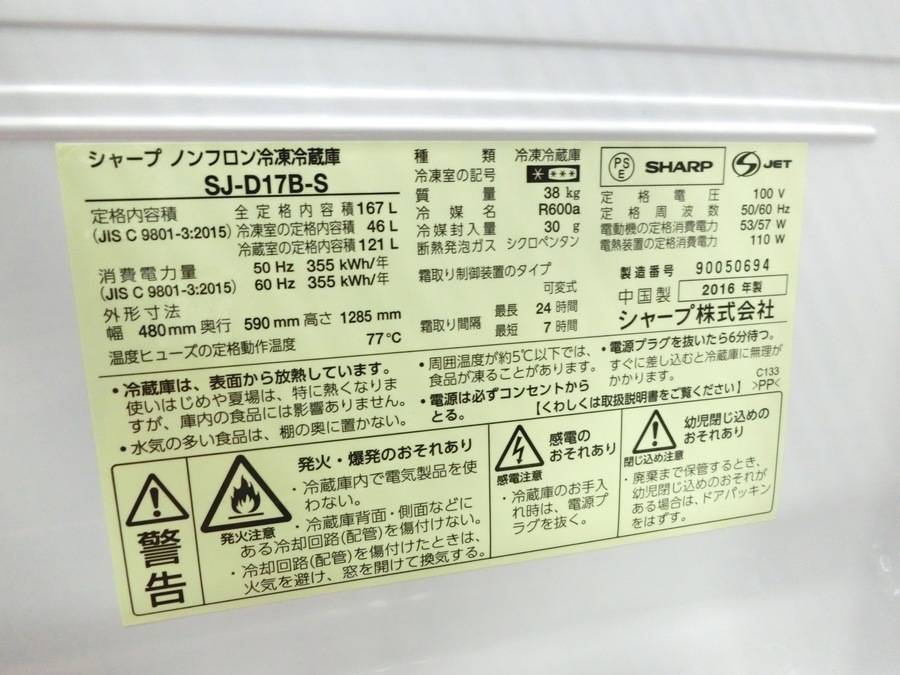 シャープ ノンフロン冷凍冷蔵庫
SJ-D17B-S
定格内容積
(JIS C 9801-3:2015)
全定格内容積 167 L
冷凍室の定格内容積 46 L
冷蔵室の定格内容積 121 L
消費電力量
(JIS C 9801-3:2015)
50 Hz 355 kWh/年
60 Hz 355 kWh/年
外形寸法
幅 480mm 奥行 590 mm 高さ 1285 mm
温度ヒューズの定格動作温度 77℃
種類 冷凍冷蔵庫
冷凍室の記号
質量 38 kg
冷媒名 R600a
冷媒封入量 30 g
断熱発泡ガス シクロペンタン
霜取り制御装置のタイプ
可変式
霜取り間隔
最長 24 時間
最短 7 時間
PS
E
SHARP
S JET
定格電圧 100 V
定格周波数 50/60 Hz
電動機の定格消費電力 53/57 W
電熱装置の定格消費電力 110 W
製造番号 90050694
中国製 2016 年製
シャープ株式会社
・冷蔵庫は、表面から放熱しています。
使いはじめや夏場は、特に熱くなりま
すが、庫内の食品には影響ありません。
・水気の多い食品は、棚の奥に置かない。
・周囲温度が約5℃以下では、
食品が凍ることがあります。
・電源は必ずコンセントから
とる。
・電源プラグを抜いたら6分待つ。
すぐに差し込むと冷蔵庫に無理が
かかります。
【くわしくは取扱説明書をご覧ください】
C133
>PP<
警告
発火注意
発火・爆発のおそれあり
・冷蔵庫内で電気製品を使
わない。
・冷蔵庫背面・側面などに
ある冷却回路(配管)を傷付けない。
・冷却回路(配管)を傷付けたときは、
火気を避け、窓を開けて換気する。
感電注意
感電の
おそれあり
・冷蔵庫のお手入
れ時は、電源プ
ラグを抜く。
閉じ込め注意
幼児閉じ込めの
おそれあり
・廃棄まで保管するとき、
幼児閉じ込めのおそれが
ある場合は、ドアパッキン
をはずす。